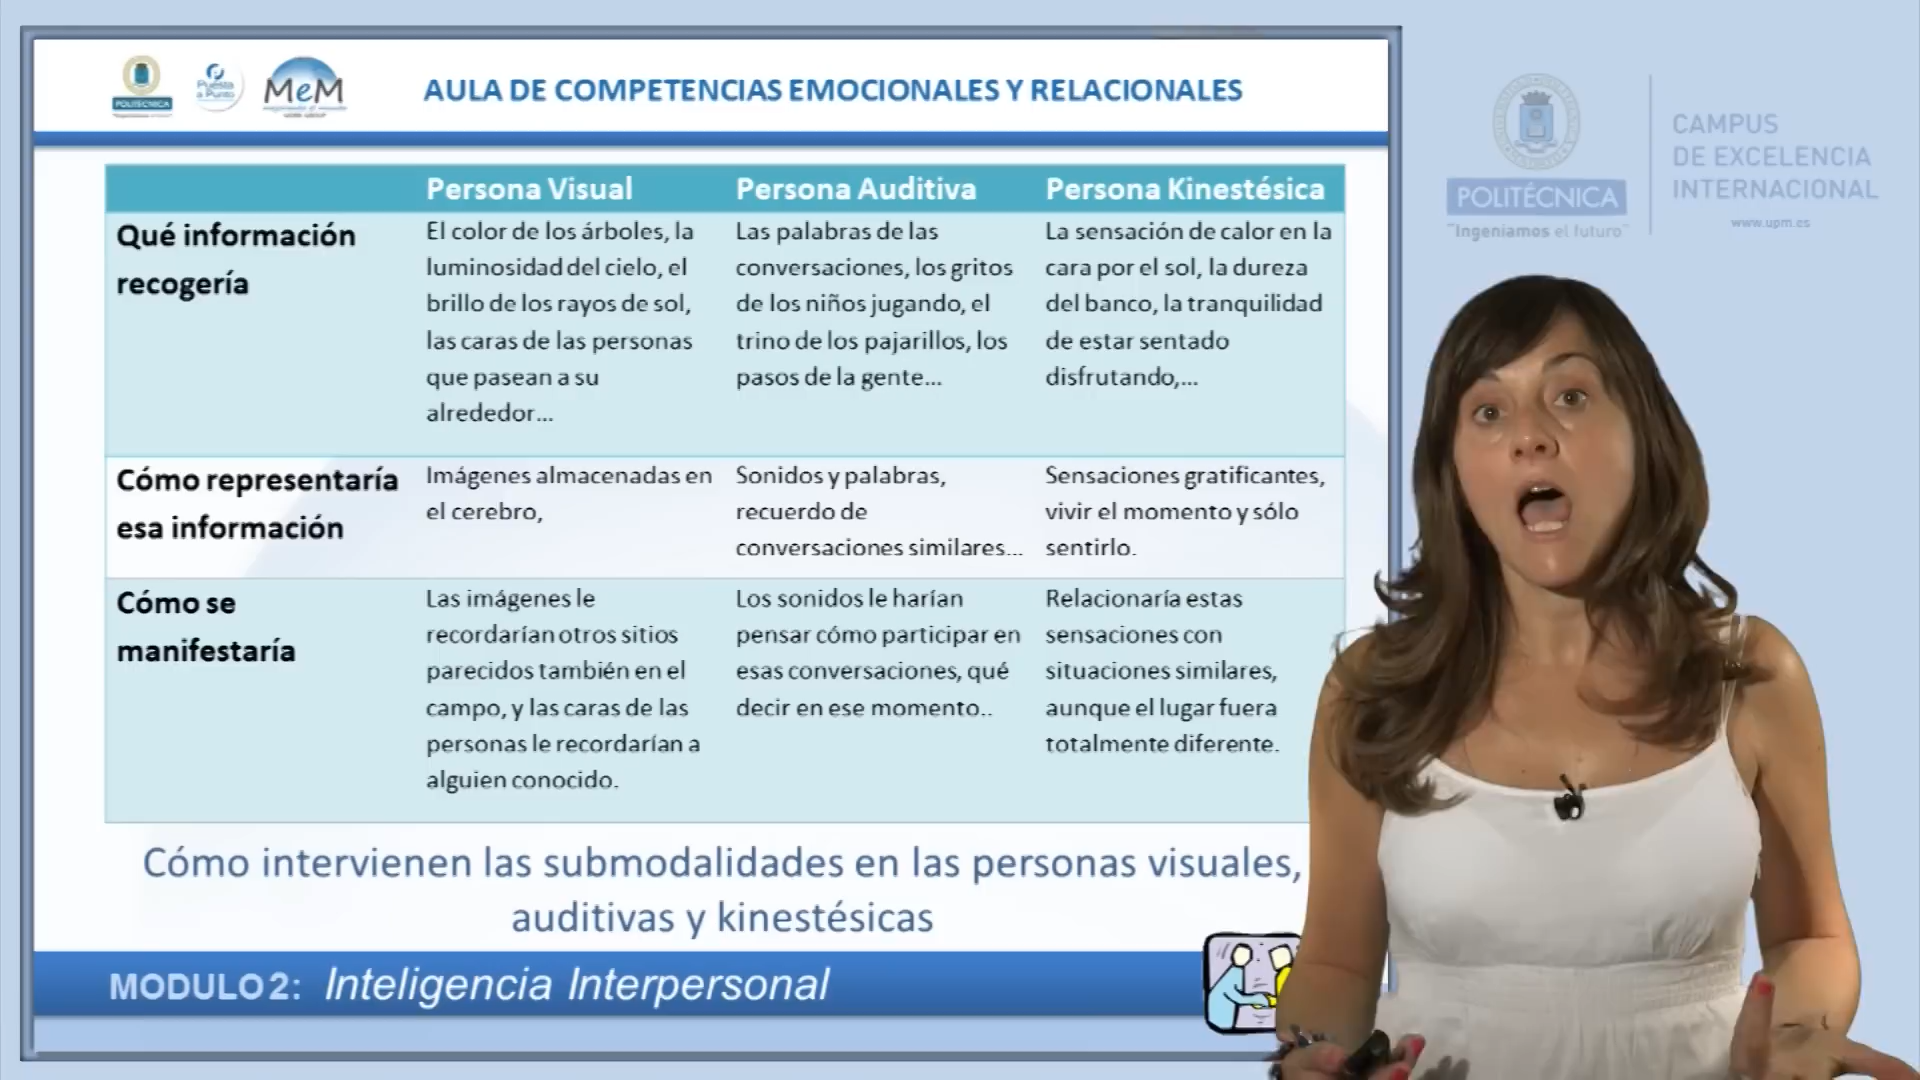 POLITÉCNICA
Puesta
a Punto
MeM
AULA DE COMPETENCIAS EMOCIONALES Y RELACIONALES
CAMPUS
DE EXCELENCIA
INTERNACIONAL
POLITÉCNICA
"Ingeniamos el futuro"
www.upm.es
Persona Visual
Persona Auditiva
Persona Kinestésica
Qué información
recogería
El color de los árboles, la
luminosidad del cielo, el
brillo de los rayos de sol,
las caras de las personas
que pasean a su
alrededor...
Las palabras de las
conversaciones, los gritos
de los niños jugando, el
trino de los pajarillos, los
pasos de la gente...
La sensación de calor en la
cara por el sol, la dureza
del banco, la tranquilidad
de estar sentado
disfrutando,...
Cómo representaría
esa información
Imágenes almacenadas en
el cerebro,
Sonidos y palabras,
recuerdo de
conversaciones similares...
Sensaciones gratificantes,
vivir el momento y sólo
sentirlo.
Cómo se
manifestaría
Las imágenes le
recordarían otros sitios
parecidos también en el
campo, y las caras de las
personas le recordarían a
alguien conocido.
Los sonidos le harían
pensar cómo participar en
esas conversaciones, qué
decir en ese momento..
Relacionaría estas
sensaciones con
situaciones similares,
aunque el lugar fuera
totalmente diferente.
Cómo intervienen las submodalidades en las personas visuales,
auditivas y kinestésicas
MODULO 2: Inteligencia Interpersonal